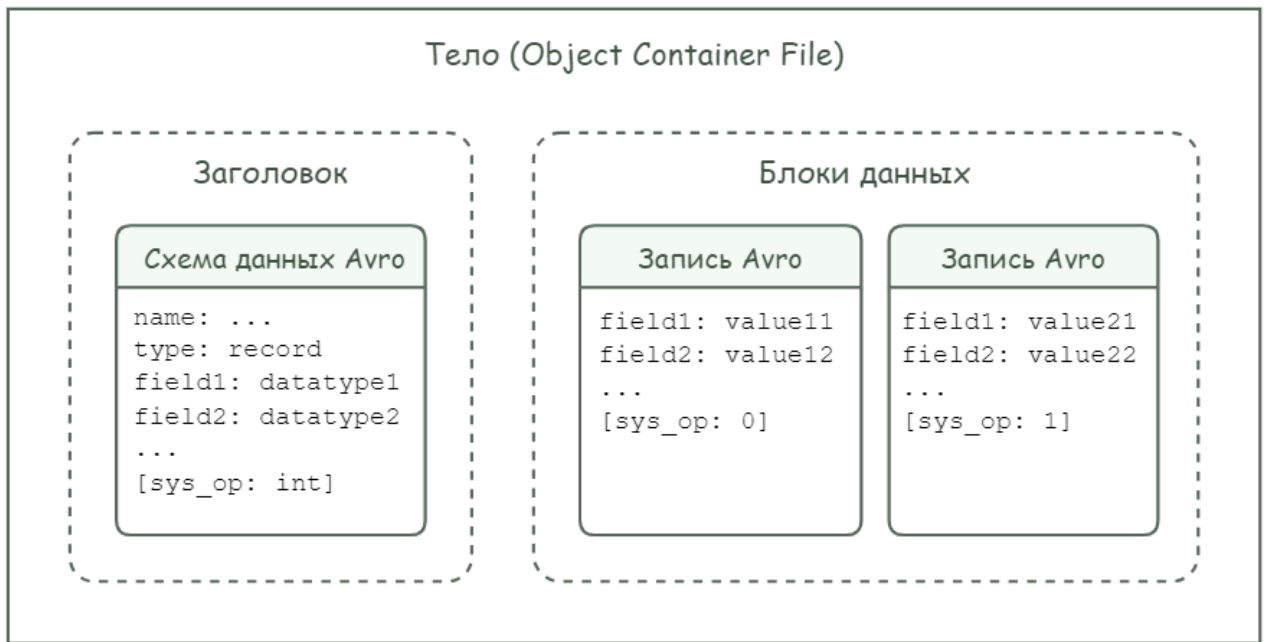 Тело (Object Container File)
Заголовок
Схема данных Avro
name: ...
type: record
field1: datatype1
field2: datatype2
...
[sys_op: int]
Блоки данных
Запись Avro
field1: value11
field2: value12
...
[sys_op: 0]
Запись Avro
field1: value21
field2: value22
...
[sys_op: 1]